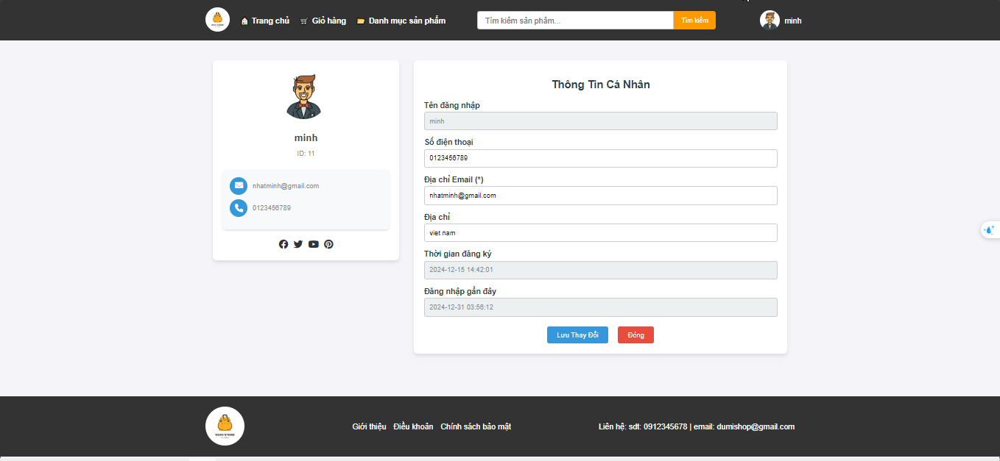 Trang chủ Giỏ hàng Danh mục sản phẩm Tìm kiếm sản phẩm... Tìm kiếm minh
minh
ID: 11
nhatminh@gmail.com
0123456789
Thông Tin Cá Nhân
Tên đăng nhập
minh
Số điện thoại
0123456789
Địa chỉ Email (*)
nhatminh@gmail.com
Địa chỉ
viet nam
Thời gian đăng ký
2024-12-15 14:42:01
Đăng nhập gần đây
2024-12-31 03:56:12
Lưu Thay Đổi Đóng
DUMI STORE
Giới thiệu Điều khoản Chính sách bảo mật Liên hệ: sdt: 0912345678 | email: dumishop@gmail.com